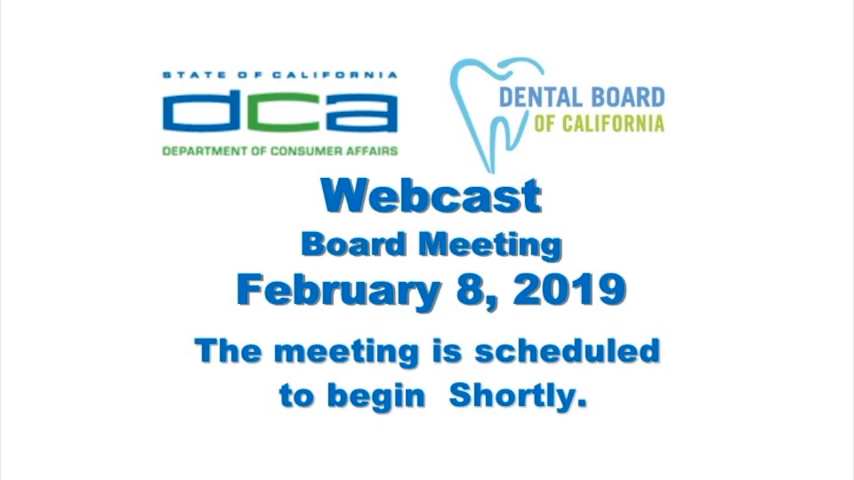 STATE OF CALIFORNIA
dca
DEPARTMENT OF CONSUMER AFFAIRS
DENTAL BOARD
OF CALIFORNIA
Webcast
Board Meeting
February 8, 2019
The meeting is scheduled
to begin Shortly.